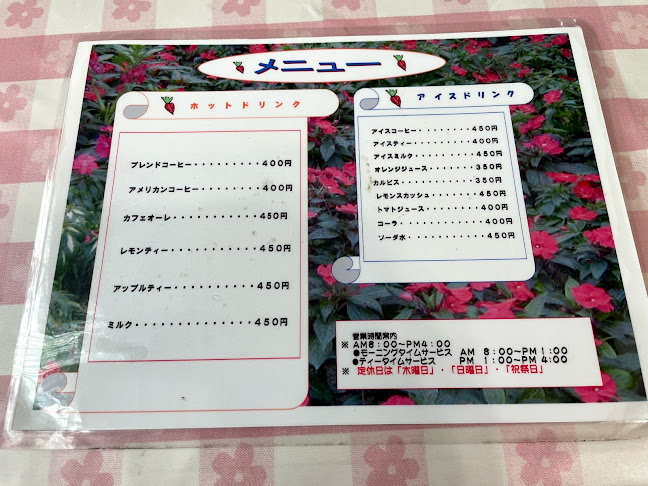 メニュー
ホットドリンク
ブレンドコーヒー・・・・・・・・400円
アメリカンコーヒー・・・・・・・400円
カフェオーレ・・・・・・・・・・450円
レモンティー・・・・・・・・・・450円
アップルティー・・・・・・・・・450円
ミルク・・・・・・・・・・・・・450円
アイスドリンク
アイスコーヒー・・・・・・・・450円
アイスティー・・・・・・・・・400円
アイスミルク・・・・・・・・・450円
オレンジジュース・・・・・・・350円
カルピス・・・・・・・・・・・350円
レモンスカッシュ・・・・・・・450円
トマトジュース・・・・・・・・400円
コーラ・・・・・・・・・・・・400円
ソーダ水・・・・・・・・・・・450円
営業時間案内
※ AM8:00〜PM4:00
●モーニングタイムサービス AM 8:00〜PM1:00
●ティータイムサービス PM 1:00〜PM 4:00
※ 定休日は「水曜日」・「日曜日」・「祝祭日」